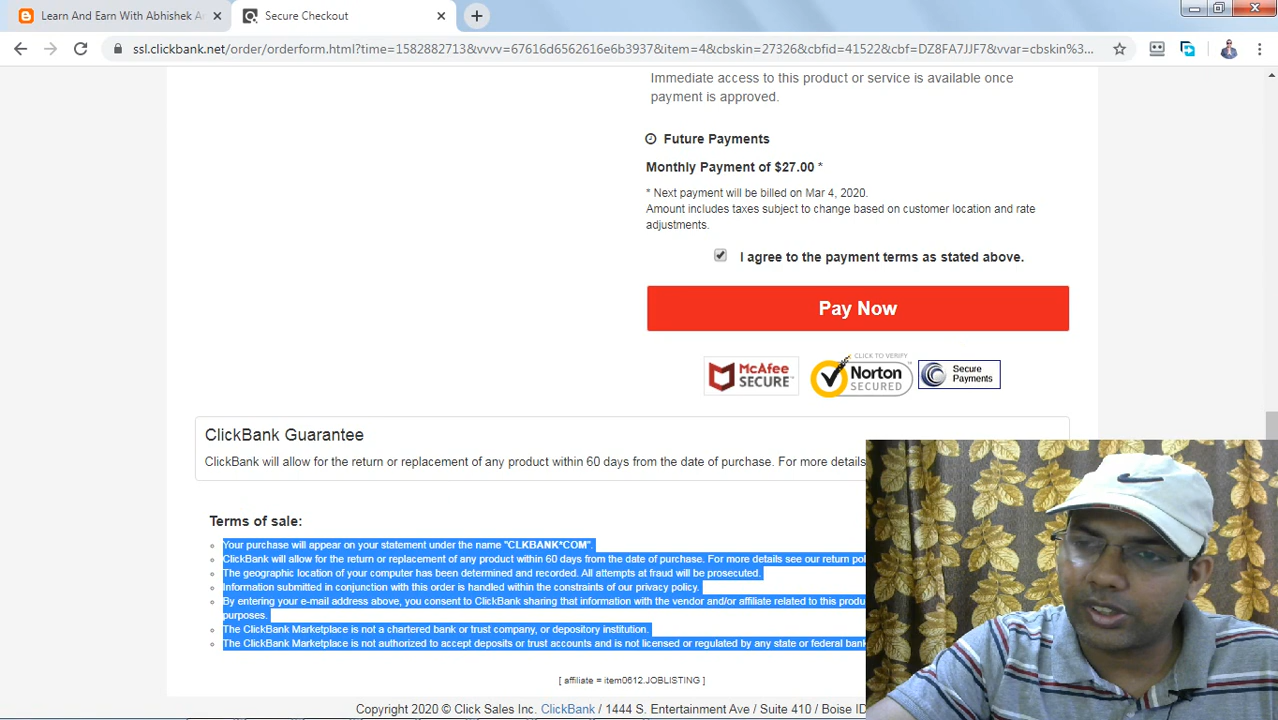 Learn And Earn With Abhishek A
Secure Checkout
ssl.clickbank.net/order/orderform.html?time=1582882713&vvvv=67616d6562616e6b3937&item=4&cbskin=27326&cbfid=41522&cbf=DZ8FA7JJF7&vvar=cbskin%3...
Immediate access to this product or service is available once
payment is approved.
Future Payments
Monthly Payment of $27.00 *
* Next payment will be billed on Mar 4, 2020.
Amount includes taxes subject to change based on customer location and rate
adjustments.
I agree to the payment terms as stated above.
Pay Now
McAfee
SECURE
CLICK TO VERIFY
Norton
SECURED
Secure
Payments
ClickBank Guarantee
ClickBank will allow for the return or replacement of any product within 60 days from the date of purchase. For more details
Terms of sale:
Your purchase will appear on your statement under the name "CLKBANK*COM".
ClickBank will allow for the return or replacement of any product within 60 days from the date of purchase. For more details see our return pol
The geographic location of your computer has been determined and recorded. All attempts at fraud will be prosecuted.
Information submitted in conjunction with this order is handled within the constraints of our privacy policy.
By entering your e-mail address above, you consent to ClickBank sharing that information with the vendor and/or affiliate related to this produ
purposes.
The ClickBank Marketplace is not a chartered bank or trust company, or depository institution.
The ClickBank Marketplace is not authorized to accept deposits or trust accounts and is not licensed or regulated by any state or federal bank
[ affiliate = item0612.JOBLISTING ]
Copyright 2020 © Click Sales Inc. ClickBank / 1444 S. Entertainment Ave / Suite 410 / Boise ID